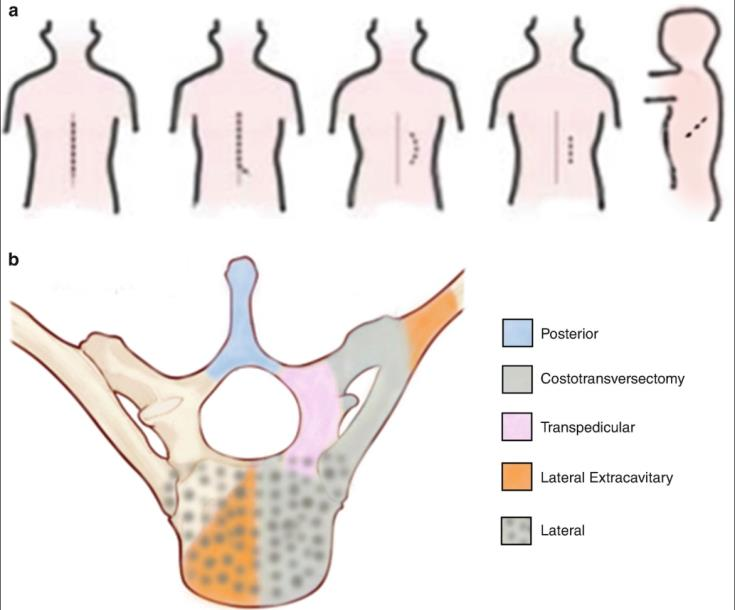 a
b
Posterior
Costotransversectomy
Transpedicular
Lateral Extracavitary
Lateral